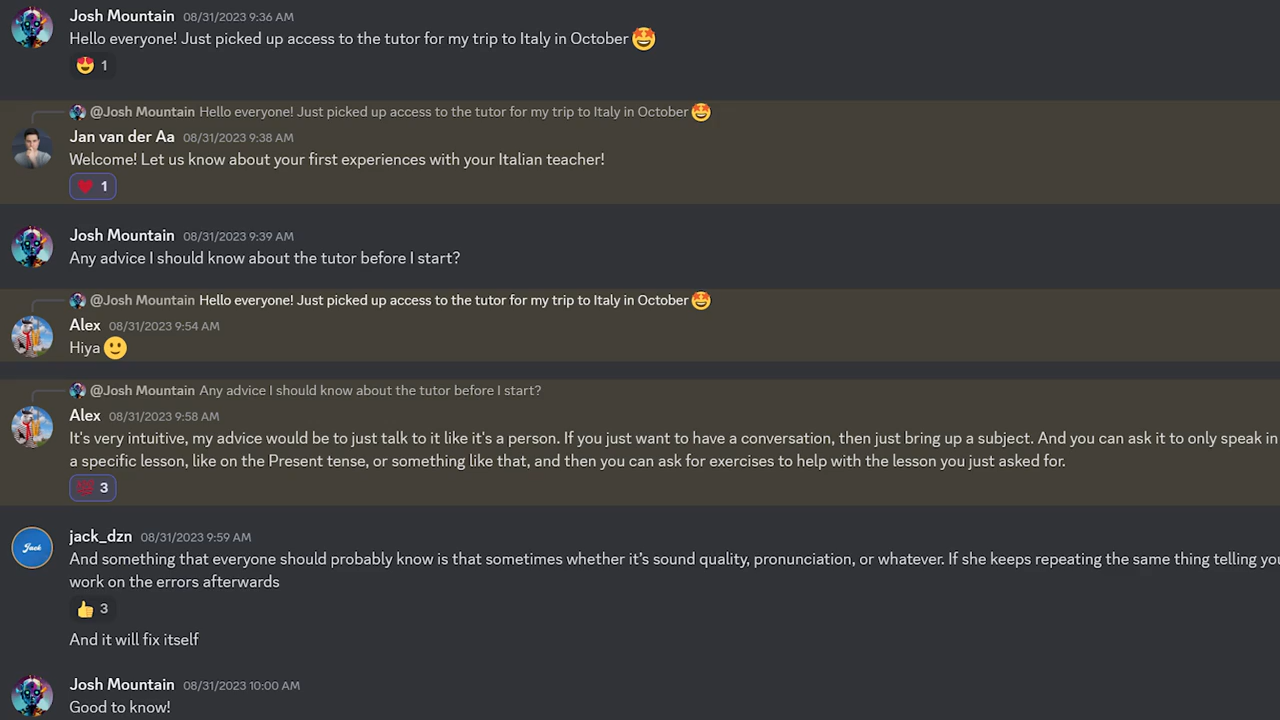 Josh Mountain 08/31/2023 9:36 AM
Hello everyone! Just picked up access to the tutor for my trip to Italy in October 🤩
😍 1
@Josh Mountain Hello everyone! Just picked up access to the tutor for my trip to Italy in October 🤩
Jan van der Aa 08/31/2023 9:38 AM
Welcome! Let us know about your first experiences with your Italian teacher!
❤️ 1
Josh Mountain 08/31/2023 9:39 AM
Any advice I should know about the tutor before I start?
@Josh Mountain Hello everyone! Just picked up access to the tutor for my trip to Italy in October 🤩
Alex 08/31/2023 9:54 AM
Hiya 🙂
@Josh Mountain Any advice I should know about the tutor before I start?
Alex 08/31/2023 9:58 AM
It's very intuitive, my advice would be to just talk to it like it's a person. If you just want to have a conversation, then just bring up a subject. And you can ask it to only speak in
a specific lesson, like on the Present tense, or something like that, and then you can ask for exercises to help with the lesson you just asked for.
💯 3
Jack
jack_dzn 08/31/2023 9:59 AM
And something that everyone should probably know is that sometimes whether it's sound quality, pronunciation, or whatever. If she keeps repeating the same thing telling you
work on the errors afterwards
👍 3
And it will fix itself
Josh Mountain 08/31/2023 10:00 AM
Good to know!